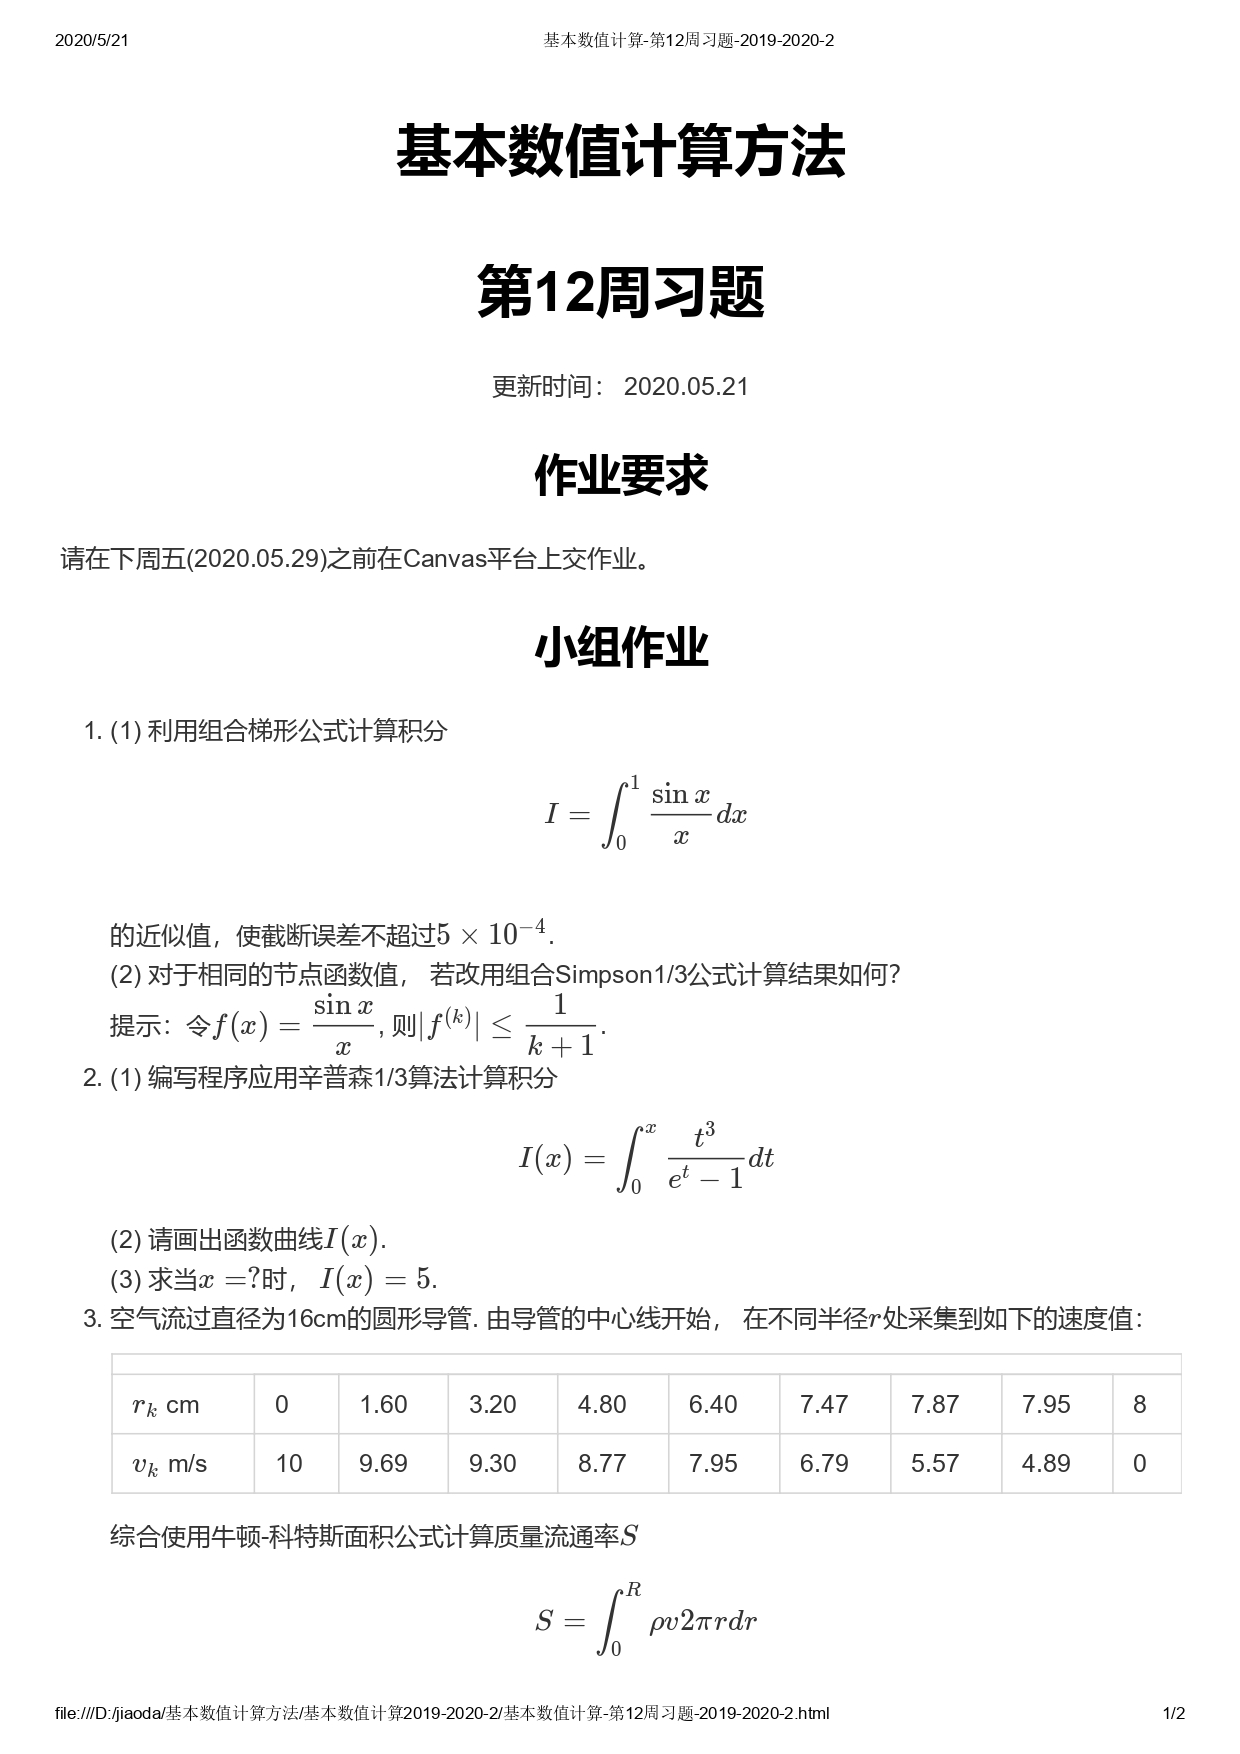 2020/5/21 基本数值计算-第12周习题-2019-2020-2
基本数值计算方法
第12周习题
更新时间： 2020.05.21
作业要求
请在下周五(2020.05.29)之前在Canvas平台上交作业。
小组作业
1. (1) 利用组合梯形公式计算积分
$I = \int_0^1 \frac{\sin x}{x} dx$
的近似值，使截断误差不超过$5 \times 10^{-4}$.
(2) 对于相同的节点函数值， 若改用组合Simpson1/3公式计算结果如何?
提示：令$f(x) = \frac{\sin x}{x}$, 则$|f^{(k)}| \leq \frac{1}{k+1}$.
2. (1) 编写程序应用辛普森1/3算法计算积分
$I(x) = \int_0^x \frac{t^3}{e^t - 1} dt$
(2) 请画出函数曲线$I(x)$.
(3) 求当$x =?$时， $I(x) = 5$.
3. 空气流过直径为16cm的圆形导管. 由导管的中心线开始， 在不同半径$r$处采集到如下的速度值：
$r_k$ cm 0 1.60 3.20 4.80 6.40 7.47 7.87 7.95 8
$v_k$ m/s 10 9.69 9.30 8.77 7.95 6.79 5.57 4.89 0
综合使用牛顿-科特斯面积公式计算质量流通率$S$
$S = \int_0^R \rho v 2\pi r dr$
file:///D:/jiaoda/基本数值计算方法/基本数值计算2019-2020-2/基本数值计算-第12周习题-2019-2020-2.html 1/2